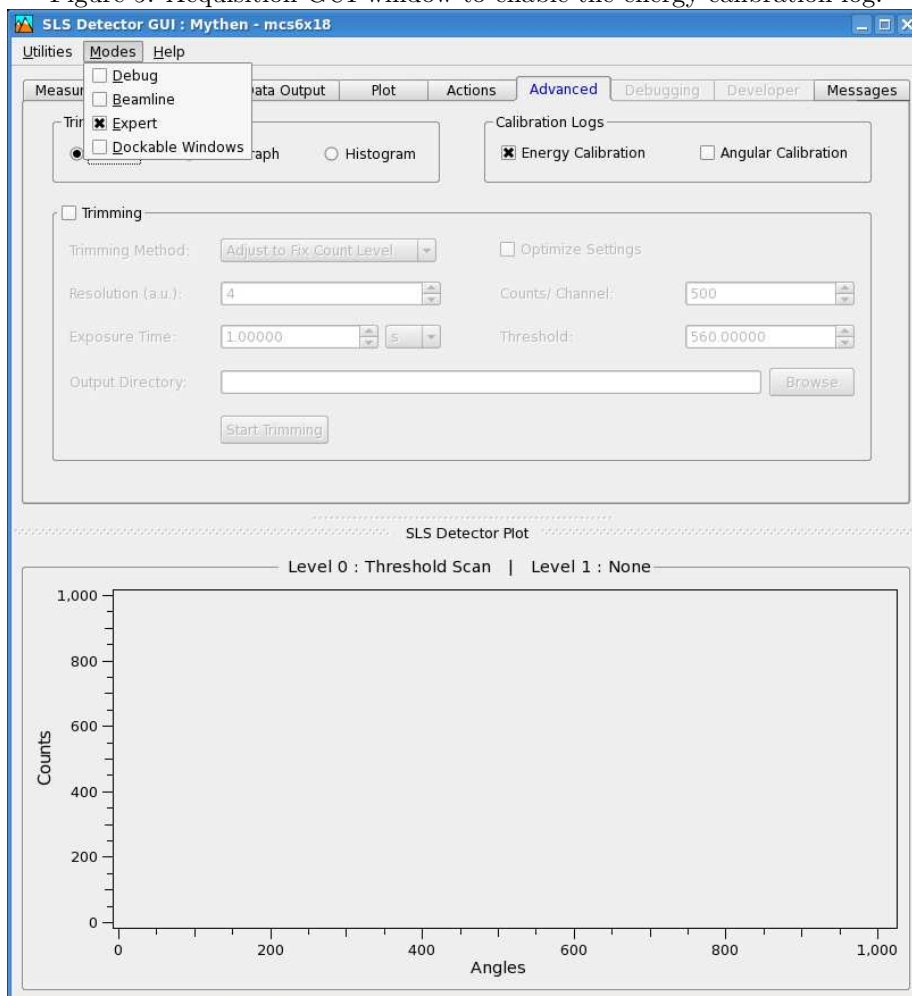 Figure 5: Acquisition GUI window to enable the energy calibration log.
SLS Detector GUI : Mythen - mcs6x18
Utilities Modes Help
Debug
Beamline
Expert
Dockable Windows
Measur ata Output Plot Actions Advanced Debugging Developer Messages
Trir
raph Histogram
Calibration Logs
Energy Calibration Angular Calibration
Trimming
Trimming Method: Adjust to Fix Count Level Optimize Settings
Resolution (a.u.): 4 Counts/ Channel: 500
Exposure Time: 1.00000 s Threshold: 560.00000
Output Directory: Browse
Start Trimming
SLS Detector Plot
Level 0 : Threshold Scan | Level 1 : None
1,000
800
600
400
200
0
Counts
0 200 400 600 800 1,000
Angles